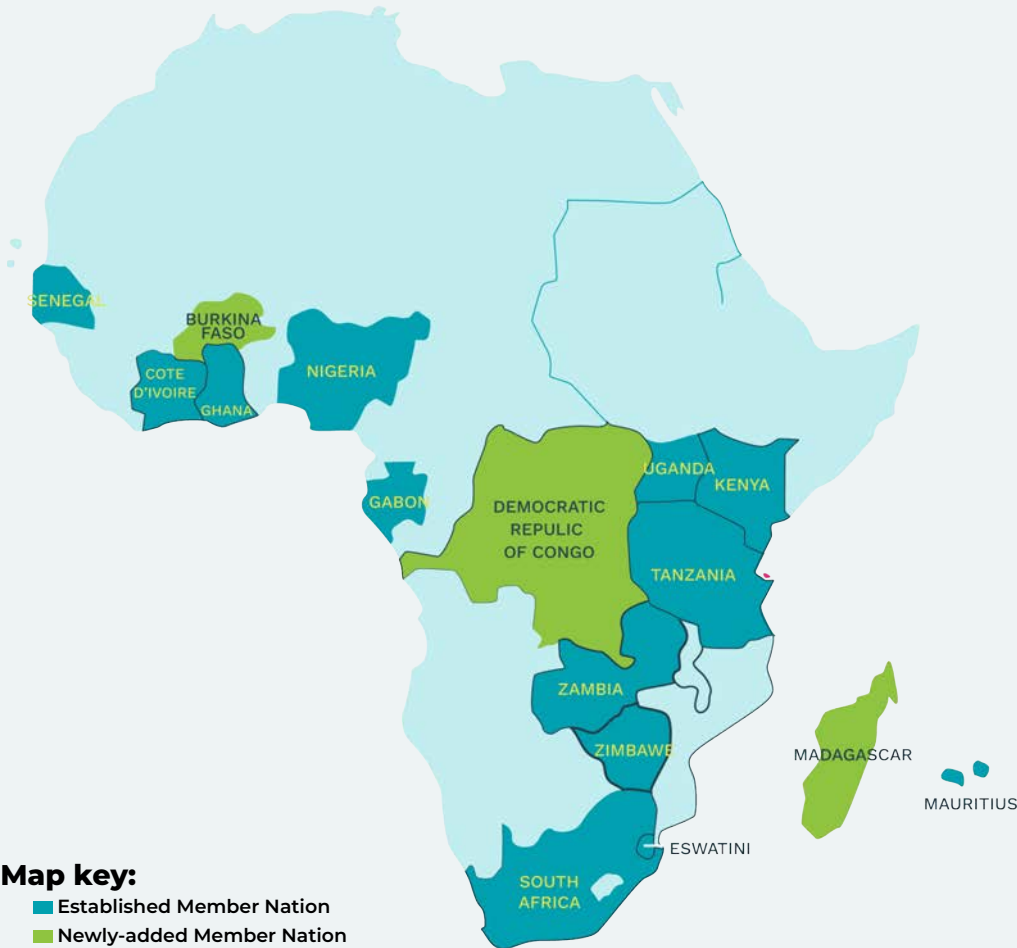 SENEGAL
BURKINA
FASO
NIGERIA
COTE
D'IVOIRE
GHANA
GABON
UGANDA
KENYA
DEMOCRATIC
REPULIC
OF CONGO
TANZANIA
ZAMBIA
ZIMBAWE
MADAGASCAR
MAURITIUS
ESWATINI
SOUTH
AFRICA
Map key:
Established Member Nation
Newly-added Member Nation